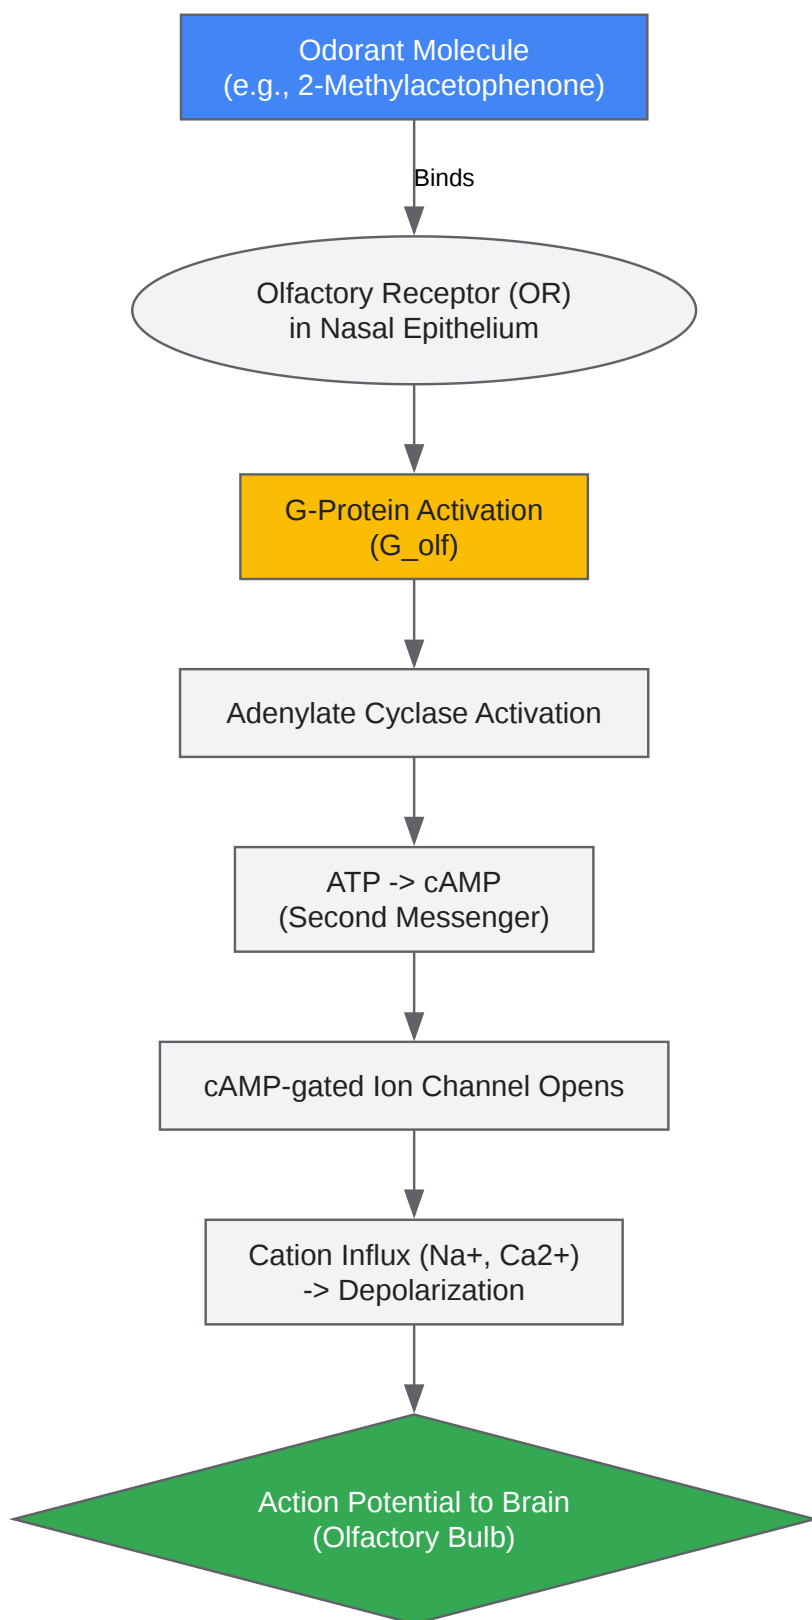 Odorant Molecule
(e.g., 2-Methylacetophenone)
Binds
Olfactory Receptor (OR)
in Nasal Epithelium
G-Protein Activation
(G_olf)
Adenylate Cyclase Activation
ATP -> cAMP
(Second Messenger)
cAMP-gated Ion Channel Opens
Cation Influx (Na+, Ca2+)
-> Depolarization
Action Potential to Brain
(Olfactory Bulb)